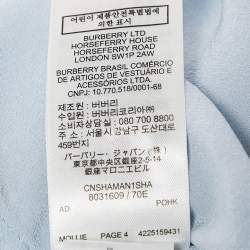 어린이 제품안전특별법에
의한 표시
BURBERRY LTD
HORSEFERRY HOUSE
HORSEFERRY ROAD
LONDON SW1P 2AW
BURBERRY BRASIL COMÉRCIO
DE ARTIGOS DE VESTUÁRIO E
ACESSÓRIOS LTDA.
CNPJ: 10.770.518/0001-68
제조원 : 버버리
수입원 : 버버리코리아(주)
소비자상담 : 080 700 8800
주소 : 서울시 강남구 도산대로
459번지
バーバリー・ジャパン(株)
東京都中央区銀座2-5-14
銀座マロニエビル
CNSHAMAN1SHA
8031609 / 70E
AD POHK
MOLLIE PAGE 4 4225159431